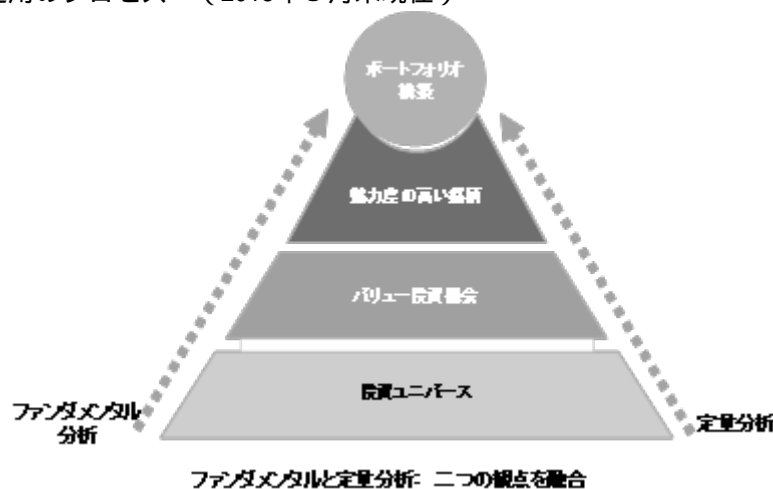 ポートフォリオ
構築
魅力度の高い銘柄
バリュー投資機会
投資ユニバース
ファンダメンタル
分析
定量分析
ファンダメンタルと定量分析: 二つの観点を融合